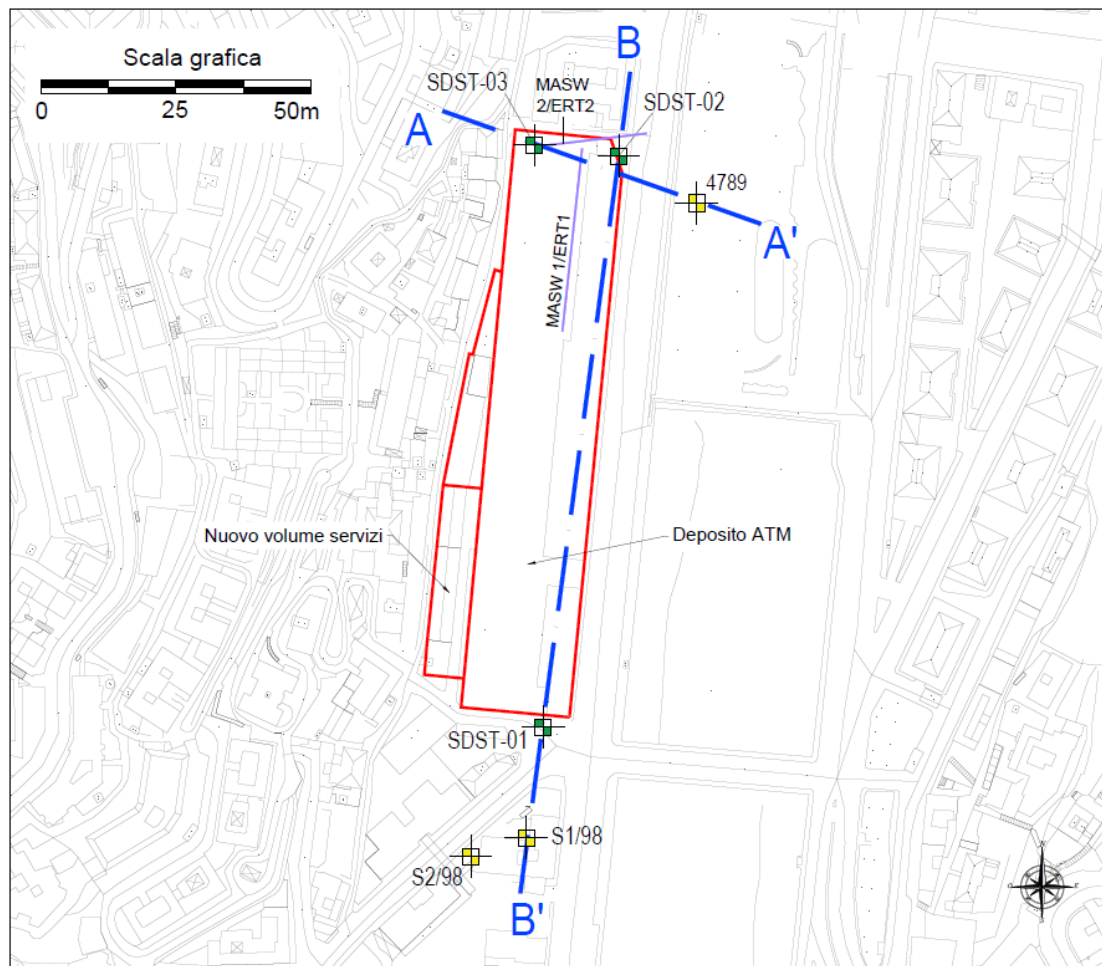 Scala grafica
0 25 50m
B
SDST-03
MASW
2/ERT2
SDST-02
A
4789
A'
MASW 1/ERT1
Nuovo volume servizi
Deposito ATM
SDST-01
S1/98
S2/98
B'
N